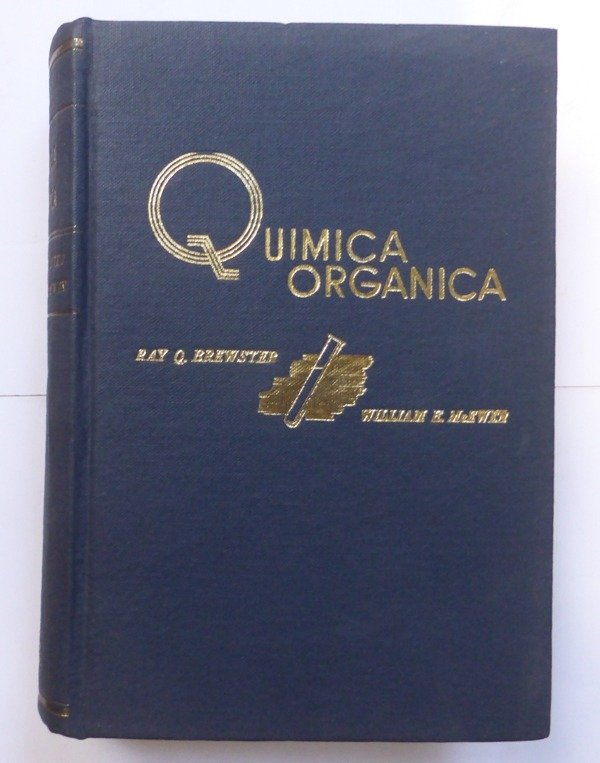 QUIMICA
ORGANICA
RAY Q. BREWSTER
WILLIAM E. McEWEN